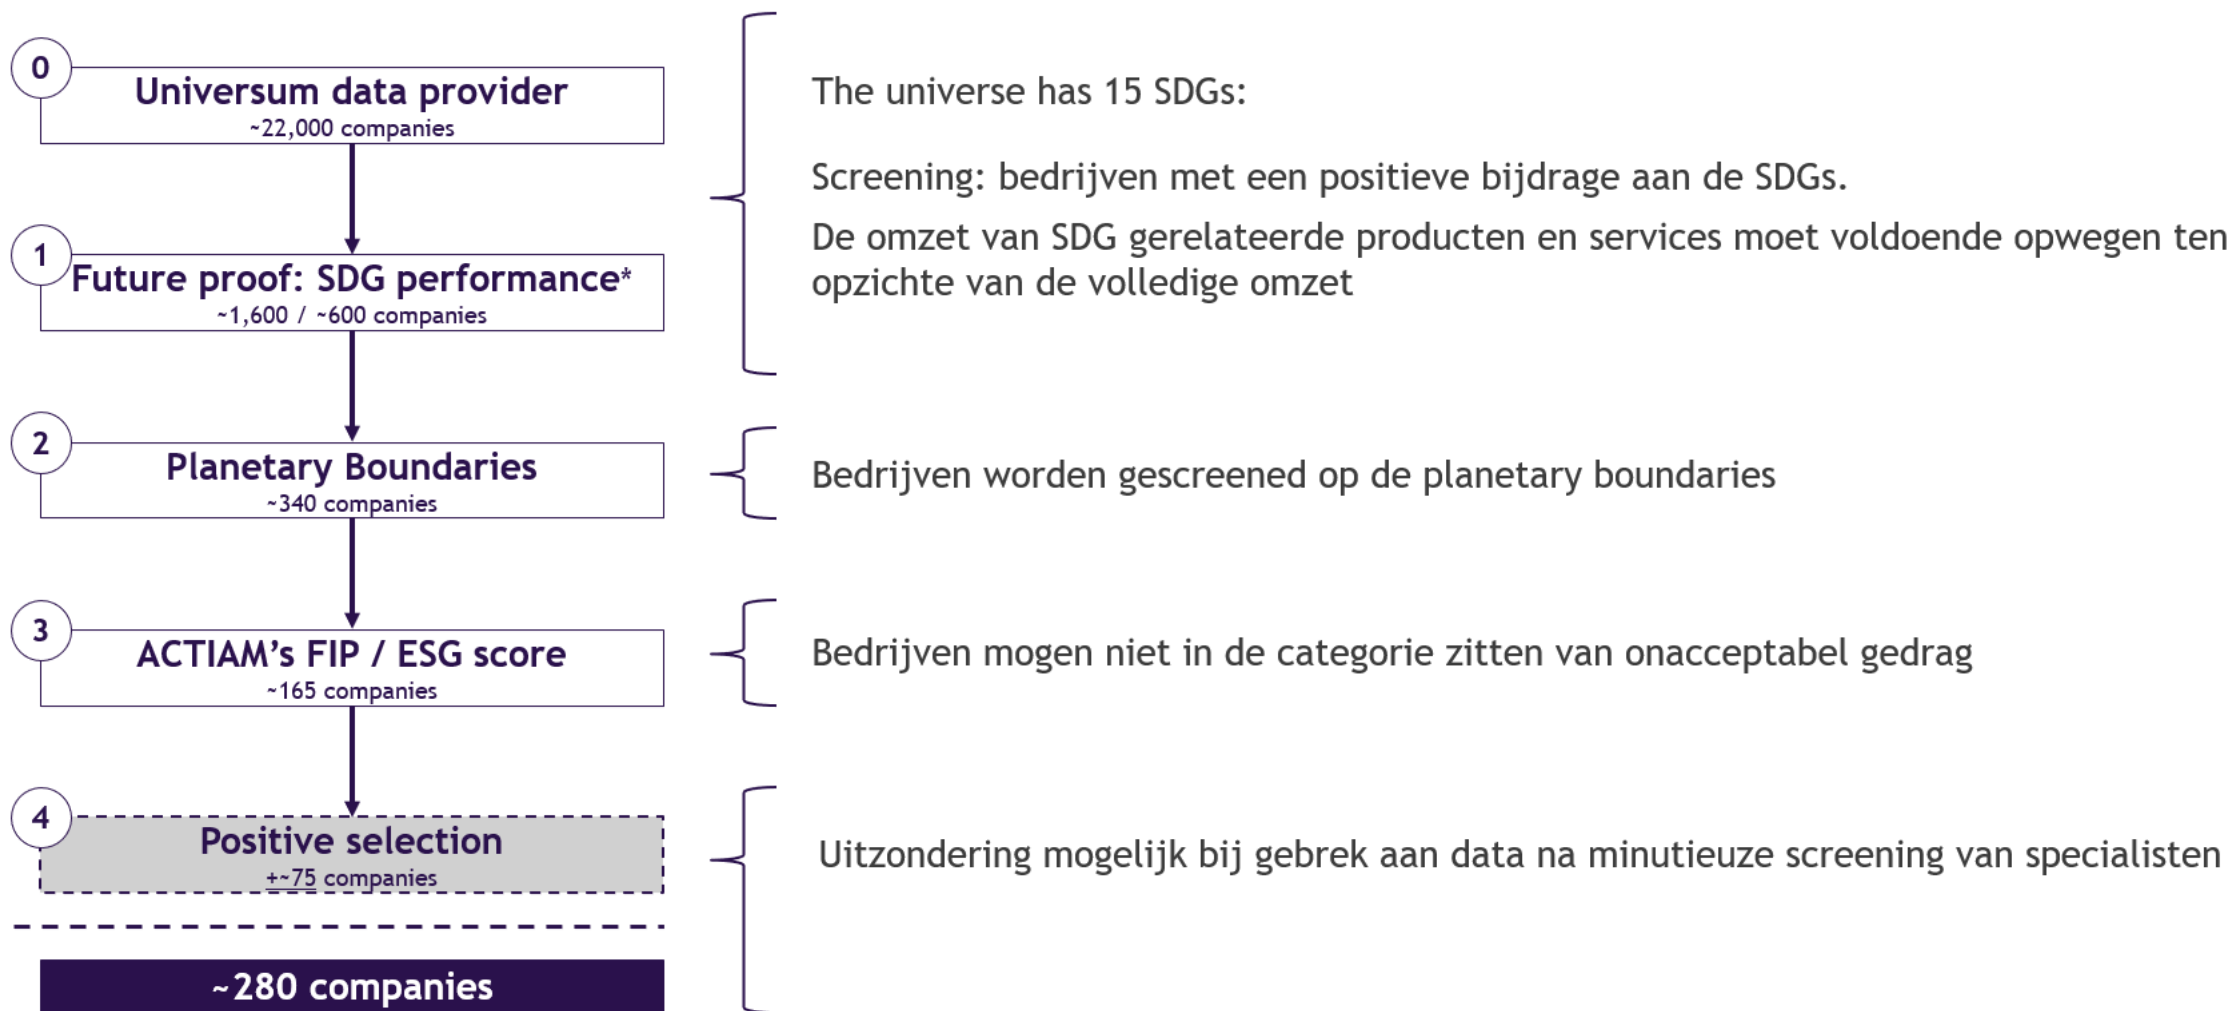 0
Universum data provider
~22,000 companies
The universe has 15 SDGs:
Screening: bedrijven met een positieve bijdrage aan de SDGs.
De omzet van SDG gerelateerde producten en services moet voldoende opwegen ten
opzichte van de volledige omzet
1
Future proof: SDG performance*
~1,600 / ~600 companies
2
Planetary Boundaries
~340 companies
Bedrijven worden gescreened op de planetary boundaries
3
ACTIAM’s FIP / ESG score
~165 companies
Bedrijven mogen niet in de categorie zitten van onacceptabel gedrag
4
Positive selection
+~75 companies
Uitzondering mogelijk bij gebrek aan data na minutieuze screening van specialisten
~280 companies